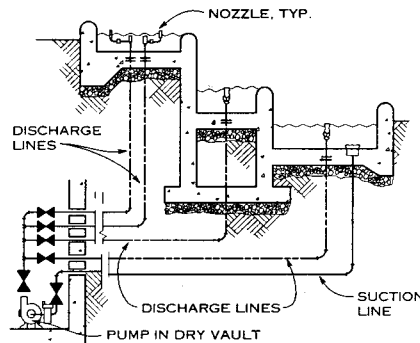 NOZZLE, TYP.
DISCHARGE
LINES
DISCHARGE LINES
SUCTION
LINE
PUMP IN DRY VAULT